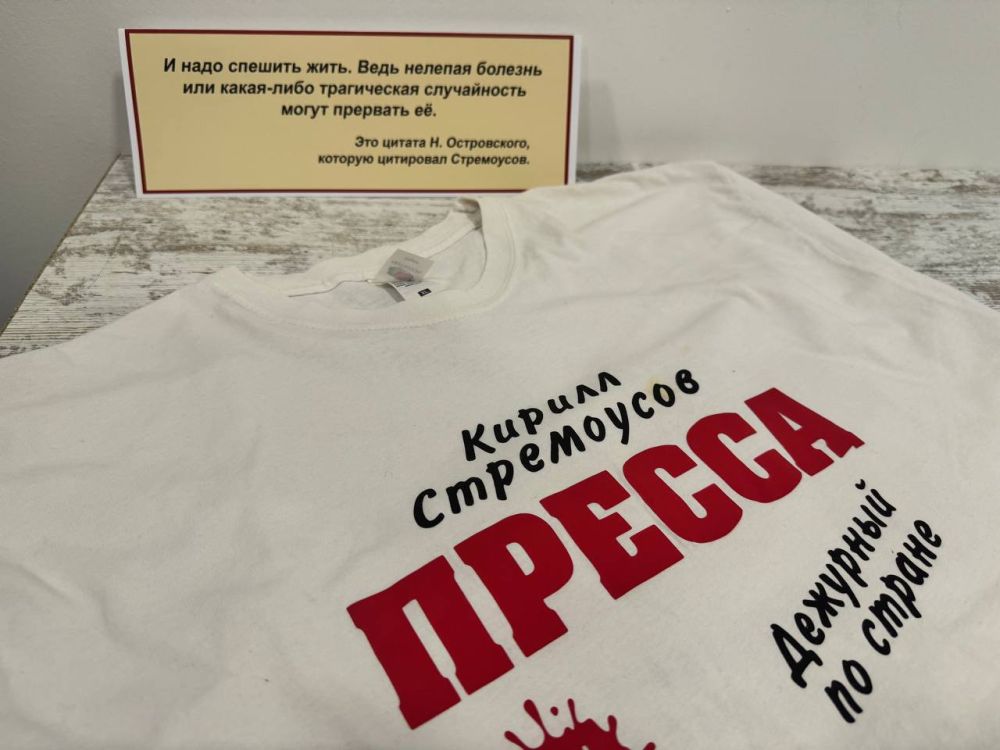 И надо спешить жить. Ведь нелепая болезнь
или какая-либо трагическая случайность
могут прервать её.
Это цитата Н. Островского,
которую цитировал Стремоусов.
Кирилл
Стремоусов
ПРЕССА
Дежурный
по стране